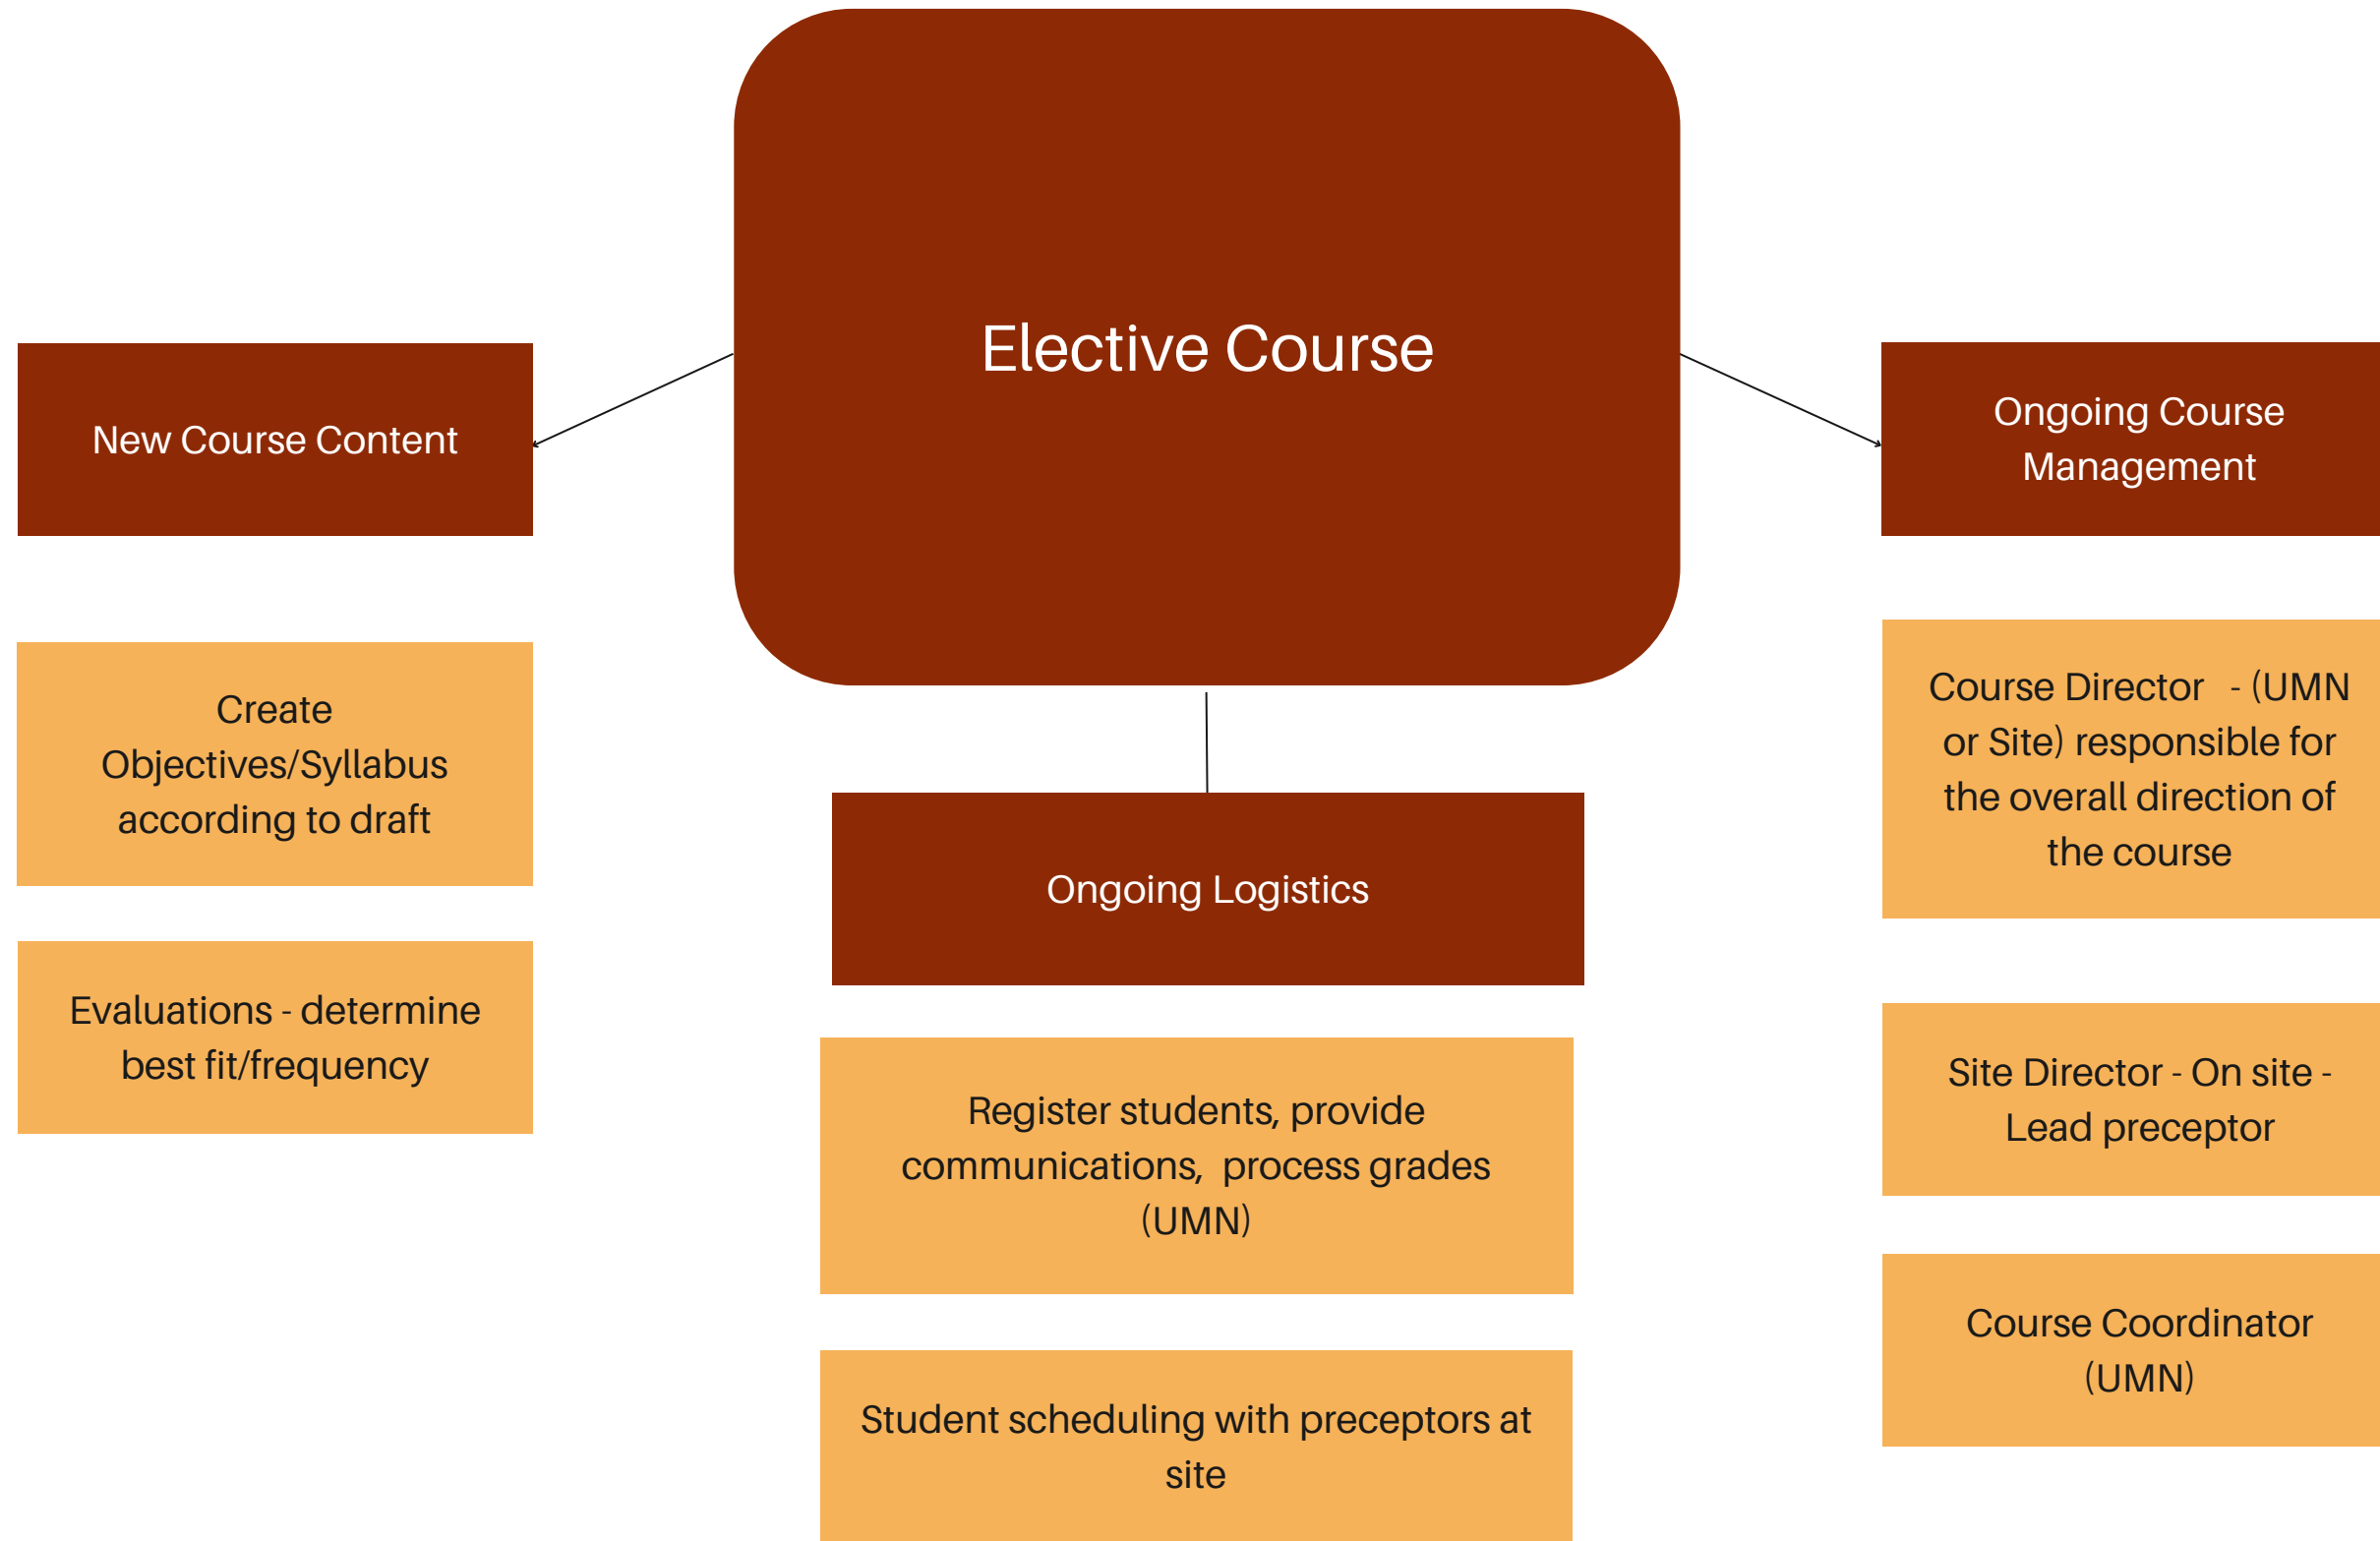 Elective Course
New Course Content
Create
Objectives/Syllabus
according to draft
Evaluations - determine
best fit/frequency
Ongoing Logistics
Register students, provide
communications,  process grades
(UMN)
Student scheduling with preceptors at
site
Ongoing Course
Management
Course Director  - (UMN
or Site) responsible for
the overall direction of
the course
Site Director - On site -
Lead preceptor
Course Coordinator
(UMN)